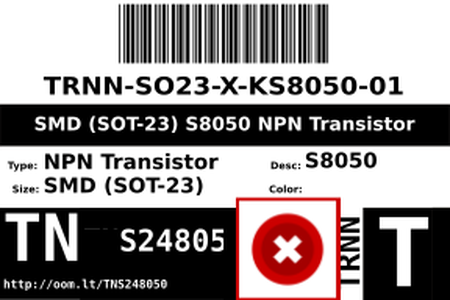 TRNN-SO23-X-KS8050-01
SMD (SOT-23) S8050 NPN Transistor
Type: NPN Transistor
Desc: S8050
Size: SMD (SOT-23)
Color:
TN
S24805
TRNN
T
http://oom.lt/TNS248050